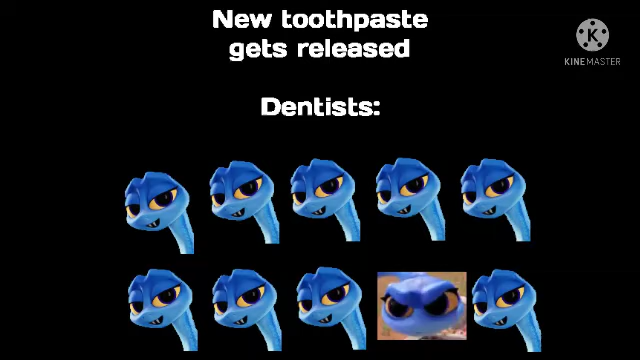 New toothpaste
gets released
Dentists:
K
KINEMASTER